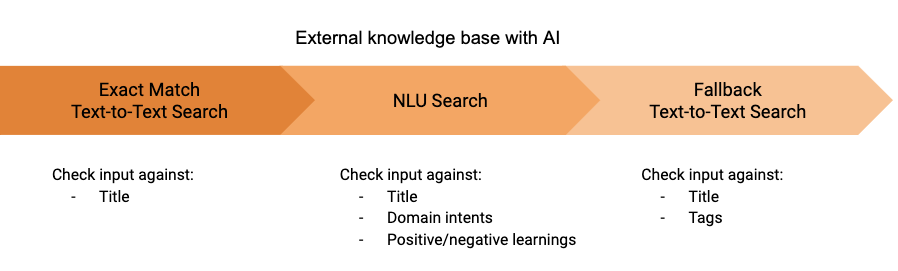 External knowledge base with AI
Exact Match
Text-to-Text Search
NLU Search
Fallback
Text-to-Text Search
Check input against:
- Title
Check input against:
- Title
- Domain intents
- Positive/negative learnings
Check input against:
- Title
- Tags